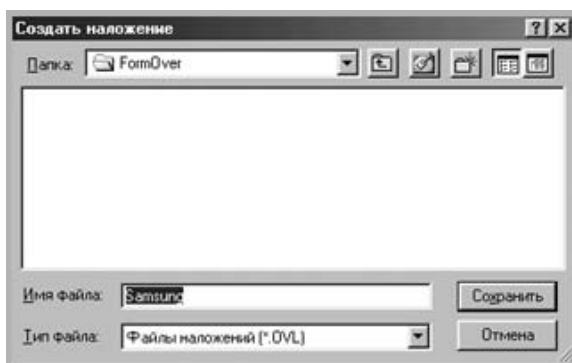 Создать наложение
Папка: FormOver
Имя файла: Samsung Сохранить
Тип файла: Файлы наложений (*.OVL) Отмена